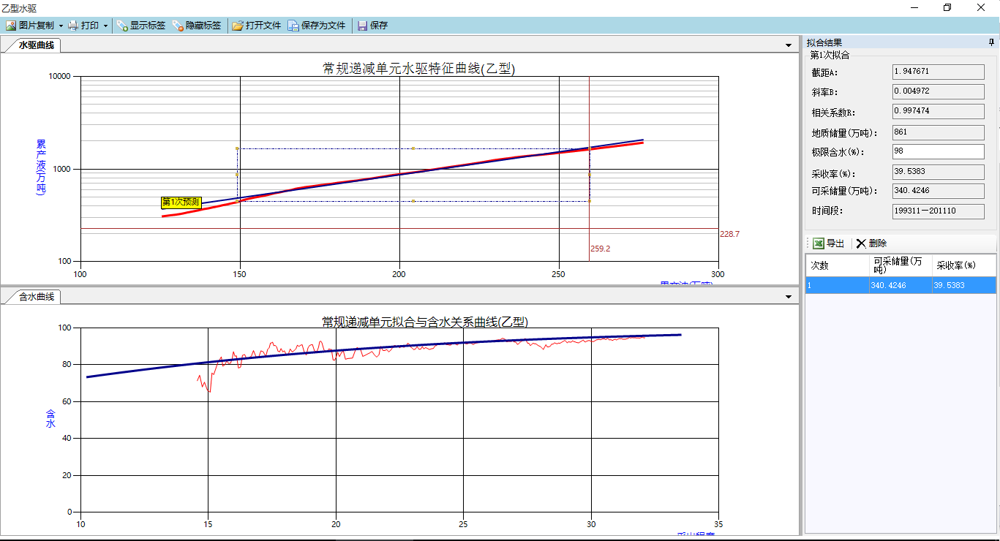 乙型水驱
图片复制 打印 显示标签 隐藏标签 打开文件 保存为文件 保存
水驱曲线
常规递减单元水驱特征曲线(乙型)
10000
1000
100
累产液(万吨)
第1次预测
228.7
259.2
100 150 200 250 300
含水曲线
常规递减单元拟合与含水关系曲线(乙型)
100
80
60
40
20
0
含水
10 15 20 25 30 35
拟合结果
第1次拟合
截距A: 1.947671
斜率B: 0.004972
相关系数R: 0.997474
地质储量(万吨): 861
极限含水(%): 98
采收率(%): 39.5383
可采储量(万吨): 340.4246
时间段: 199311－201110
导出 删除
次数 可采储量(万吨) 采收率(%)
1 340.4246 39.5383